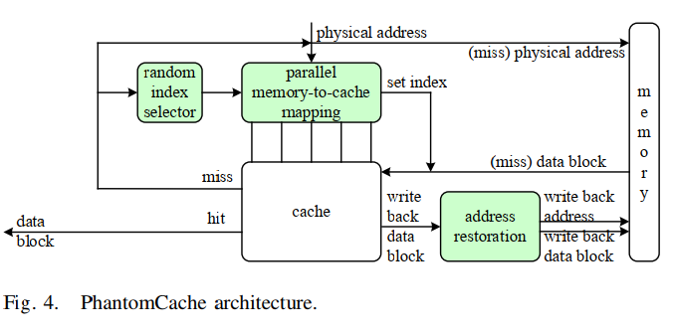 physical address
(miss) physical address
random
index
selector
parallel
memory-to-cache
mapping
set index
m
e
m
o
r
y
(miss) data block
miss
hit
cache
data
block
write
back
data
block
address
restoration
write back
address
write back
data block
Fig. 4. PhantomCache architecture.